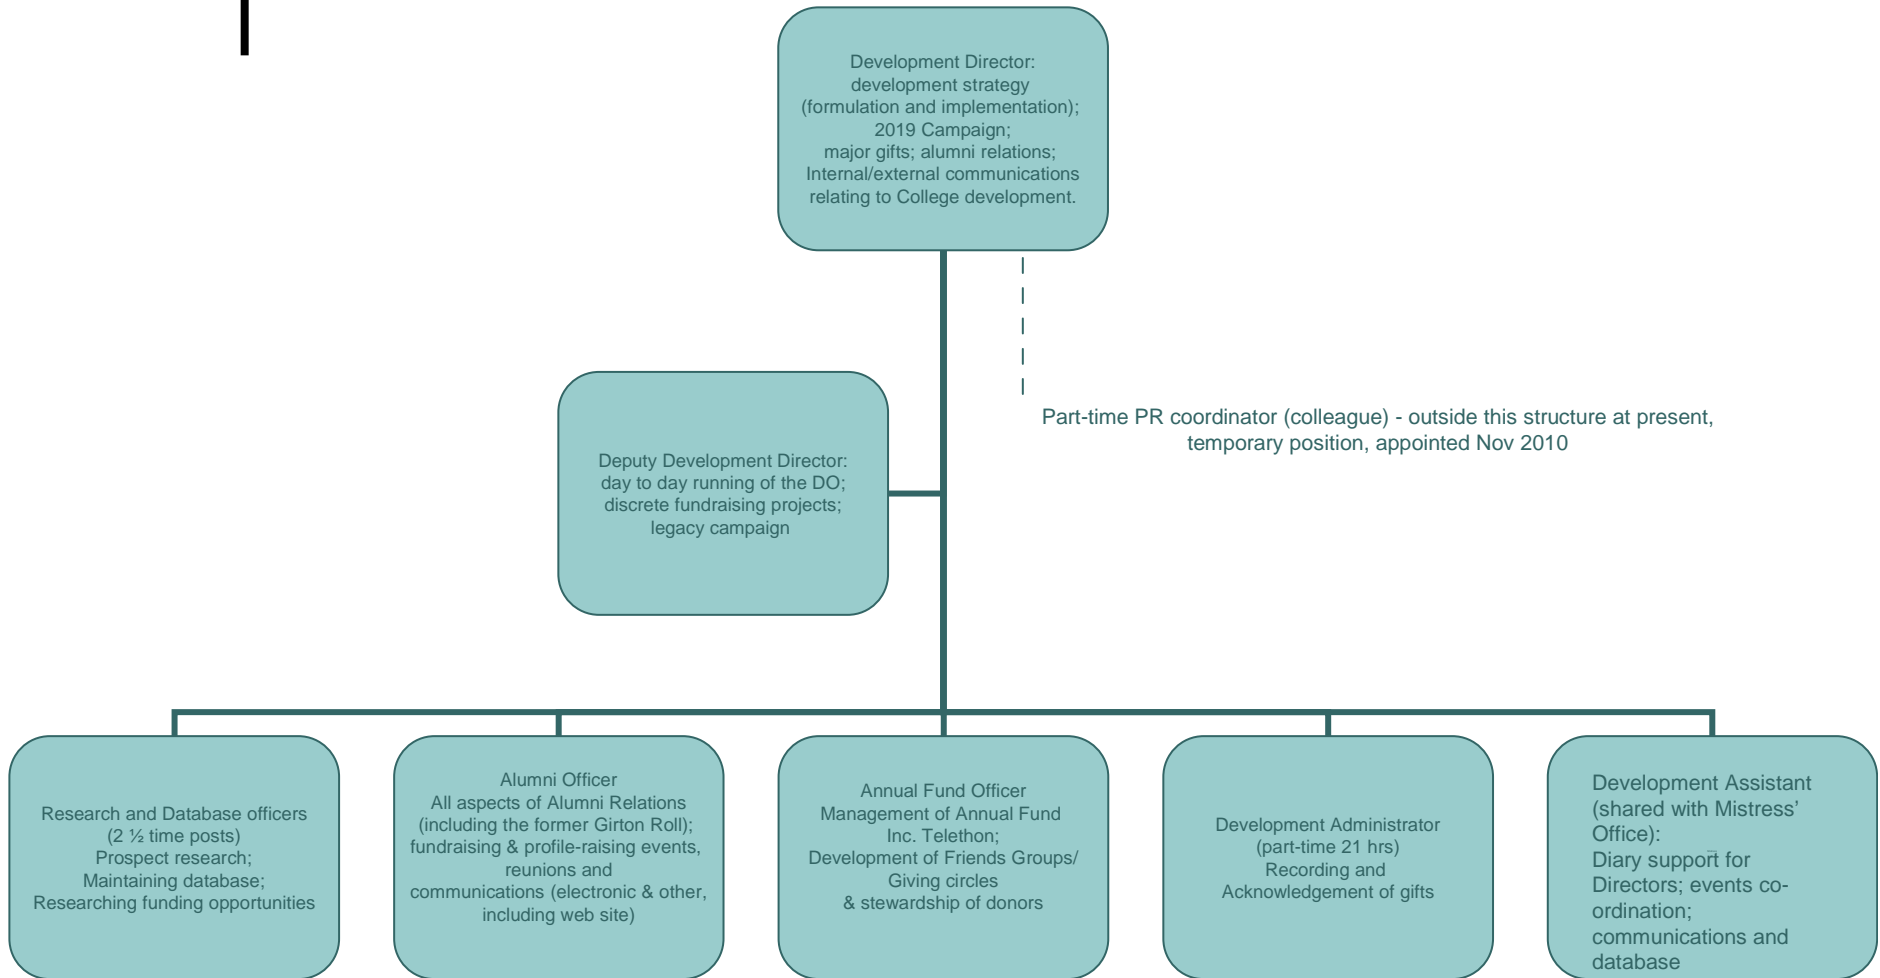 Development Director:
development strategy
(formulation and implementation);
2019 Campaign;
major gifts; alumni relations;
Internal/external communications
relating to College development.
Part-time PR coordinator (colleague) - outside this structure at present,
temporary position, appointed Nov 2010
Deputy Development Director:
day to day running of the DO;
discrete fundraising projects;
legacy campaign
Research and Database officers
(2 ½ time posts)
Prospect research;
Maintaining database;
Researching funding opportunities
Alumni Officer
All aspects of Alumni Relations
(including the former Girton Roll);
fundraising & profile-raising events,
reunions and
communications (electronic & other,
including web site)
Annual Fund Officer
Management of Annual Fund
Inc. Telethon;
Development of Friends Groups/
Giving circles
& stewardship of donors
Development Administrator
(part-time 21 hrs)
Recording and
Acknowledgement of gifts
Development Assistant
(shared with Mistress’
Office):
Diary support for
Directors; events co-
ordination;
communications and
database